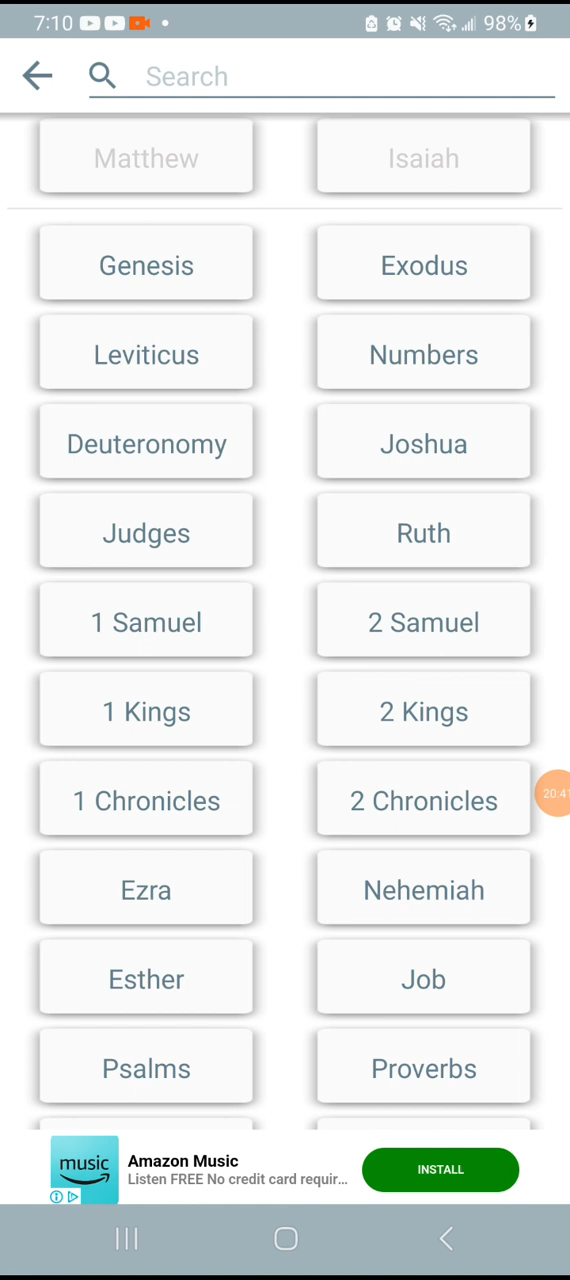 7:10 98%
Search
Matthew Isaiah
Genesis Exodus
Leviticus Numbers
Deuteronomy Joshua
Judges Ruth
1 Samuel 2 Samuel
1 Kings 2 Kings
1 Chronicles 2 Chronicles
20:41
Ezra Nehemiah
Esther Job
Psalms Proverbs
music
Amazon Music
Listen FREE No credit card requir...
INSTALL